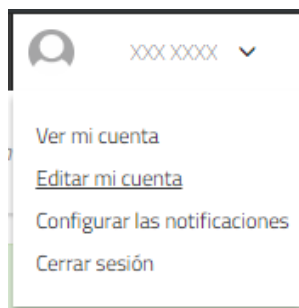 XXX XXXX
Ver mi cuenta
Editar mi cuenta
Configurar las notificaciones
Cerrar sesión